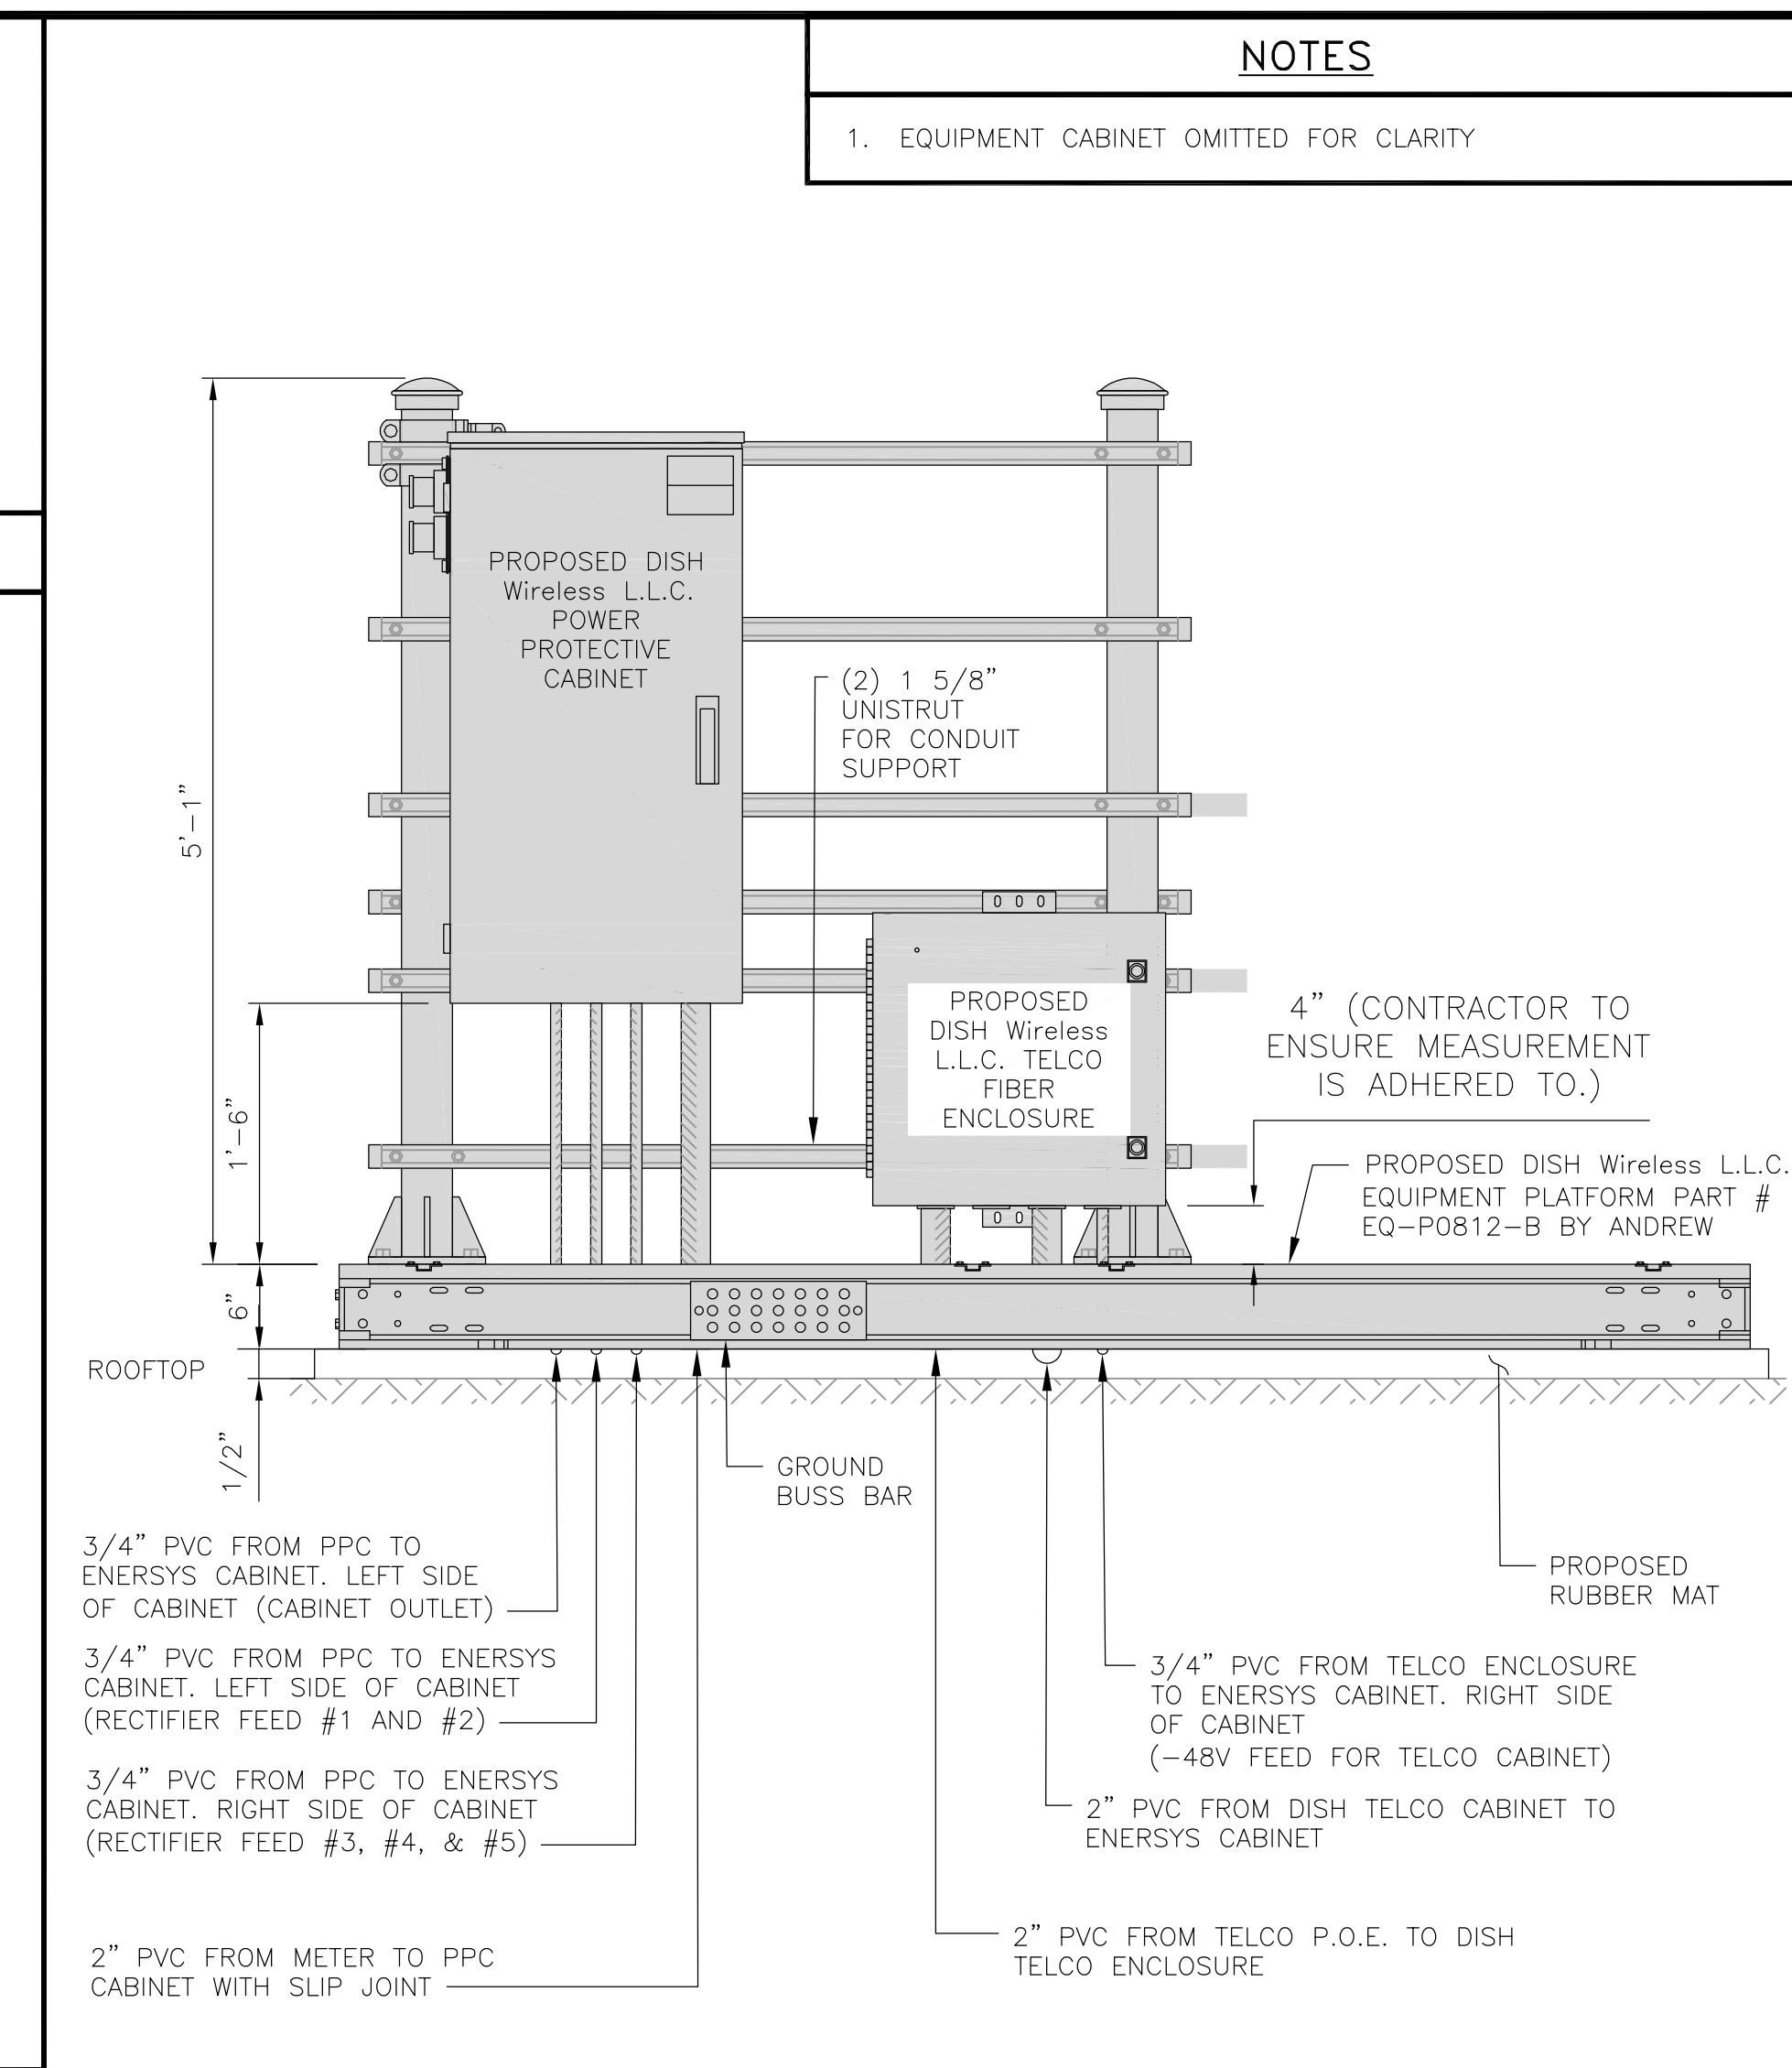 NOTES
1. EQUIPMENT CABINET OMITTED FOR CLARITY
PROPOSED DISH
Wireless L.L.C.
POWER
PROTECTIVE
CABINET
(2) 1 5/8"
UNISTRUT
FOR CONDUIT
SUPPORT
5'-1"
PROPOSED
DISH Wireless
L.L.C. TELCO
FIBER
ENCLOSURE
4" (CONTRACTOR TO
ENSURE MEASUREMENT
IS ADHERED TO.)
1'-6"
PROPOSED DISH Wireless L.L.C.
EQUIPMENT PLATFORM PART #
EQ-P0812-B BY ANDREW
6"
ROOFTOP
1/2"
GROUND
BUSS BAR
3/4" PVC FROM PPC TO
ENERSYS CABINET. LEFT SIDE
OF CABINET (CABINET OUTLET)
PROPOSED
RUBBER MAT
3/4" PVC FROM PPC TO ENERSYS
CABINET. LEFT SIDE OF CABINET
(RECTIFIER FEED #1 AND #2)
3/4" PVC FROM TELCO ENCLOSURE
TO ENERSYS CABINET. RIGHT SIDE
OF CABINET
(-48V FEED FOR TELCO CABINET)
3/4" PVC FROM PPC TO ENERSYS
CABINET. RIGHT SIDE OF CABINET
(RECTIFIER FEED #3, #4, & #5)
2" PVC FROM DISH TELCO CABINET TO
ENERSYS CABINET
2" PVC FROM TELCO P.O.E. TO DISH
TELCO ENCLOSURE
2" PVC FROM METER TO PPC
CABINET WITH SLIP JOINT